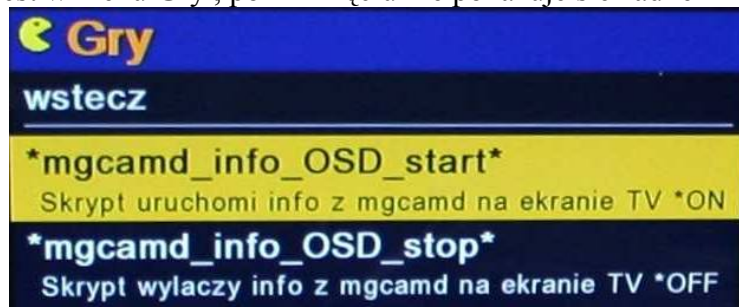 Gry
wstecz
*mgcamd_info_OSD_start*
Skrypt uruchomi info z mgcamd na ekranie TV *ON
*mgcamd_info_OSD_stop*
Skrypt wylaczy info z mgcamd na ekranie TV *OFF